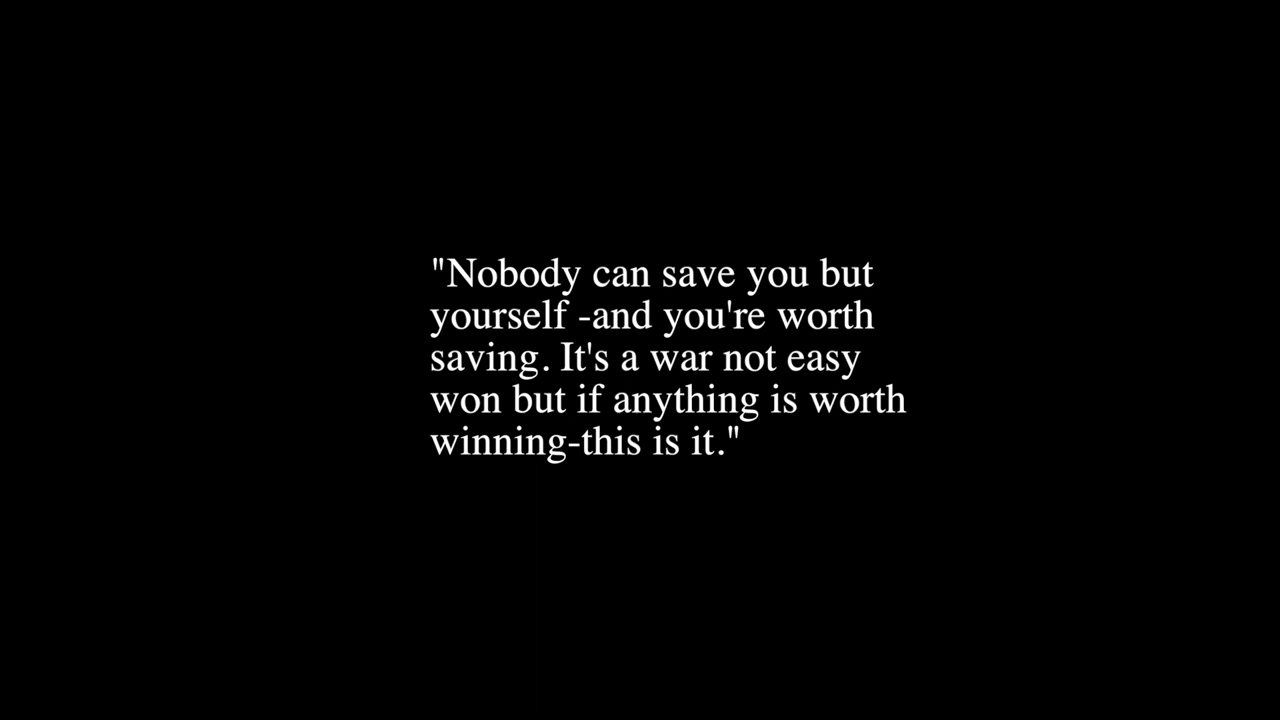 "Nobody can save you but
yourself -and you're worth
saving. It's a war not easy
won but if anything is worth
winning-this is it."